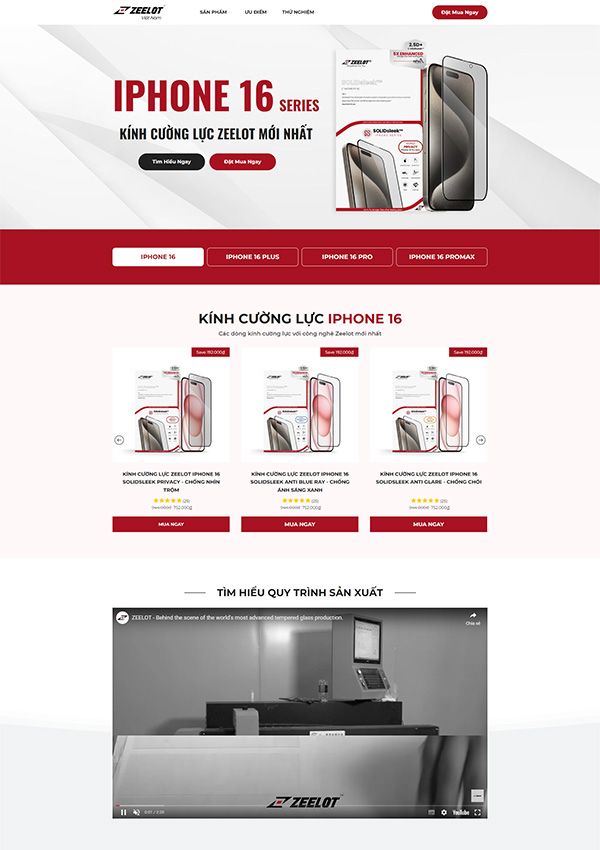 ZEELOT
Việt Nam
SẢN PHẨM
ƯU ĐIỂM
THỬ NGHIỆM
Đặt Mua Ngay
IPHONE 16 SERIES
KÍNH CƯỜNG LỰC ZEELOT MỚI NHẤT
Tìm Hiểu Ngay
Đặt Mua Ngay
2.5D+
5X ENHANCED
ZEELOT
SOLIDsleek™
SOLIDsleek™
PRIVACY
IPHONE 16
IPHONE 16 PLUS
IPHONE 16 PRO
IPHONE 16 PROMAX
KÍNH CƯỜNG LỰC IPHONE 16
Các dòng kính cường lực với công nghệ Zeelot mới nhất
Save 192.000₫
Save 192.000₫
Save 192.000₫
KÍNH CƯỜNG LỰC ZEELOT IPHONE 16
SOLIDSLEEK PRIVACY - CHỐNG NHÌN
TRỘM
(25)
944.000₫ 752.000₫
MUA NGAY
KÍNH CƯỜNG LỰC ZEELOT IPHONE 16
SOLIDSLEEK ANTI BLUE RAY - CHỐNG
ÁNH SÁNG XANH
(25)
944.000₫ 752.000₫
MUA NGAY
KÍNH CƯỜNG LỰC ZEELOT IPHONE 16
SOLIDSLEEK ANTI GLARE - CHỐNG CHÓI
(25)
944.000₫ 752.000₫
MUA NGAY
TÌM HIỂU QUY TRÌNH SẢN XUẤT
ZEELOT - Behind the scene of the world's most advanced tempered glass production.
Chia sẻ
ZEELOT
0:01 / 2:28
YouTube